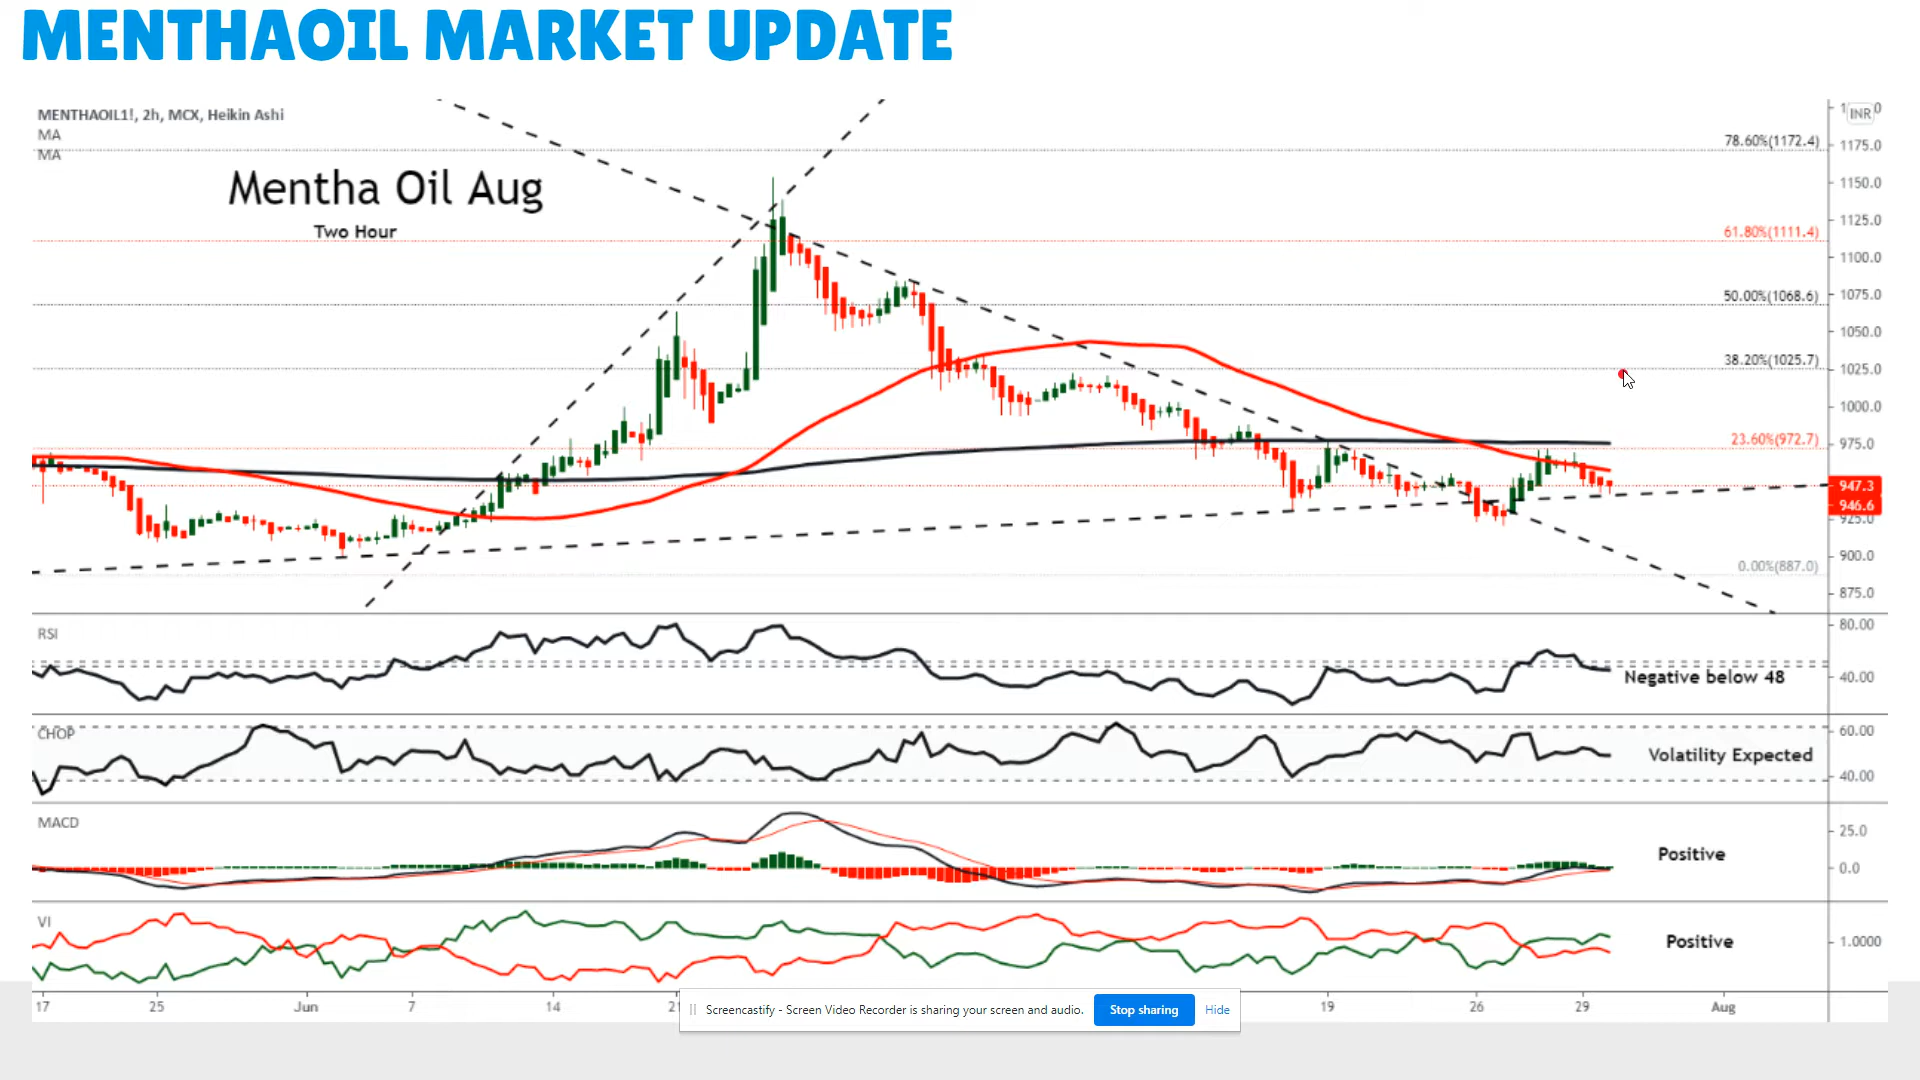 MENTHAOIL MARKET UPDATE
MENTHAOIL1!, 2h, MCX, Heikin Ashi
MA
MA
Mentha Oil Aug
Two Hour
INR
78.60%(1172.4)
61.80%(1111.4)
50.00%(1068.6)
38.20%(1025.7)
23.60%(972.7)
0.00%(887.0)
1175.0
1150.0
1125.0
1100.0
1075.0
1050.0
1025.0
1000.0
975.0
947.3
946.6
925.0
900.0
875.0
RSI
80.00
Negative below 48
40.00
CHOP
60.00
Volatility Expected
40.00
MACD
25.0
Positive
0.0
VI
Positive
1.0000
17 25 Jun 7 14 19 26 29 Aug
Screencastify - Screen Video Recorder is sharing your screen and audio. Stop sharing Hide